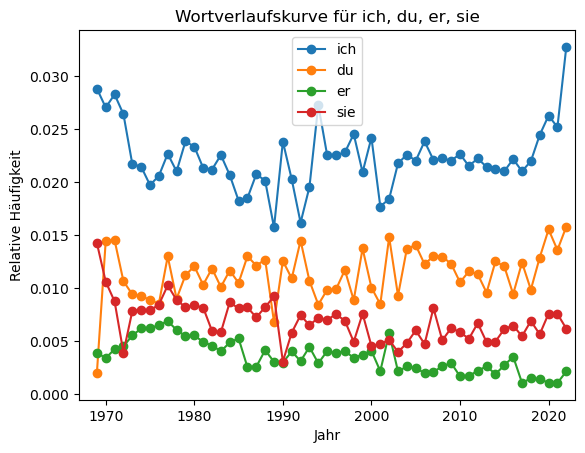 Wortverlaufskurve für ich, du, er, sie
ich
du
er
sie
Relative Häufigkeit
0.030
0.025
0.020
0.015
0.010
0.005
0.000
1970 1980 1990 2000 2010 2020
Jahr